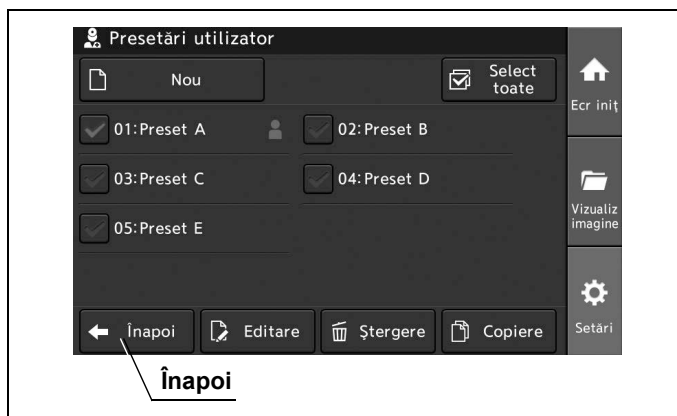 Presetări utilizator
Nou
Select
toate
01:Preset A
02:Preset B
03:Preset C
04:Preset D
05:Preset E
Înapoi
Editare
Ștergere
Copiere
Ecr iniț
Vizualiz
imagine
Setări
Înapoi